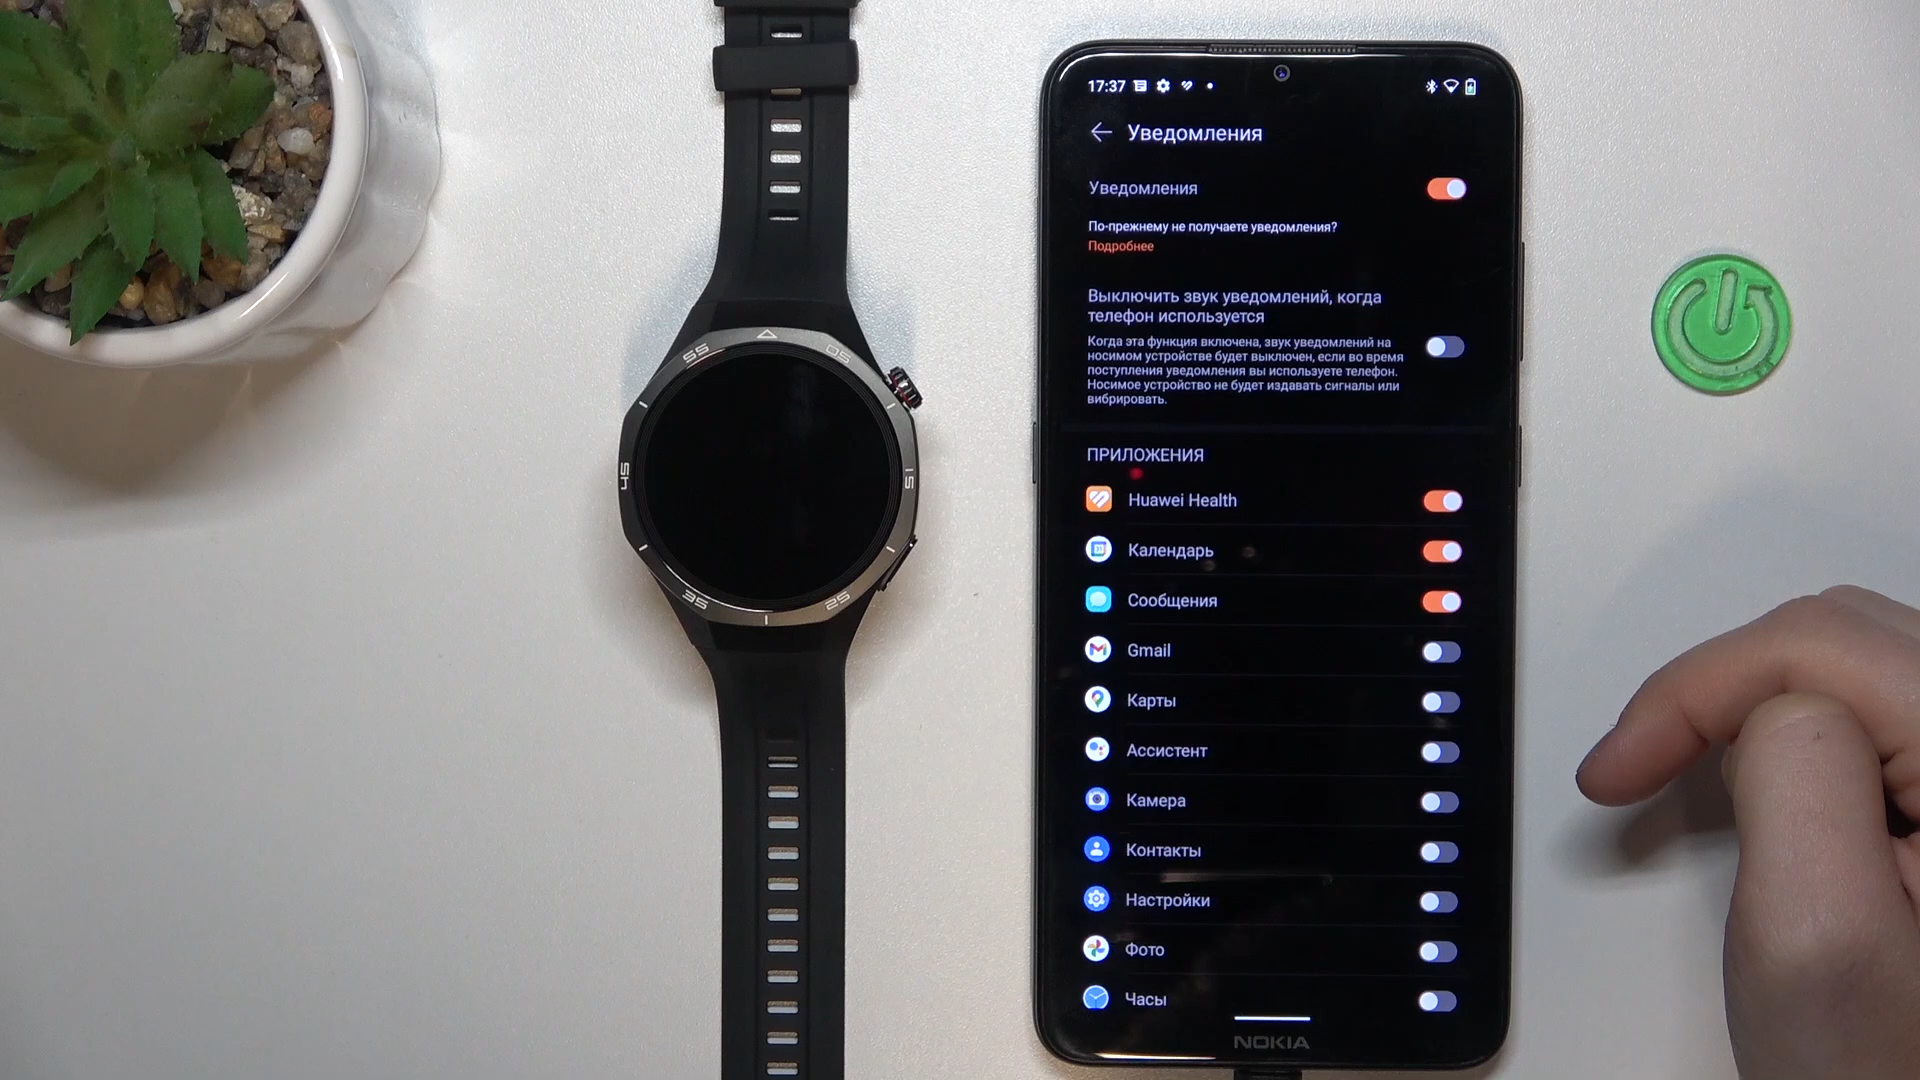 17:37
Уведомления
Уведомления
По-прежнему не получаете уведомления?
Подробнее
Выключить звук уведомлений, когда
телефон используется
Когда эта функция включена, звук уведомлений на
носимом устройстве будет выключен, если во время
поступления уведомления вы используете телефон.
Носимое устройство не будет издавать сигналы или
вибрировать.
ПРИЛОЖЕНИЯ
Huawei Health
Календарь
Сообщения
Gmail
Карты
Ассистент
Камера
Контакты
Настройки
Фото
Часы
NOKIA
55
05
45
15
35
25